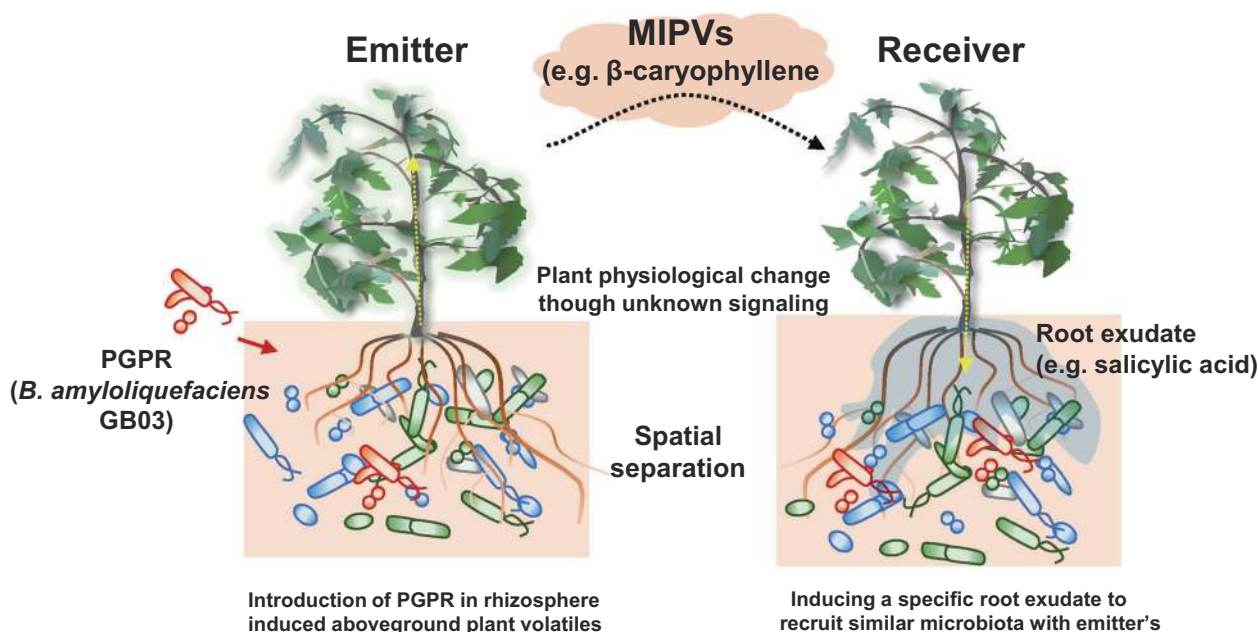 Emitter
MIPVs
(e.g. β-caryophyllene
Receiver
Plant physiological change
though unknown signaling
PGPR
(B. amyloliquefaciens
GB03)
Root exudate
(e.g. salicylic acid)
Spatial
separation
Introduction of PGPR in rhizosphere
induced aboveground plant volatiles
Inducing a specific root exudate to
recruit similar microbiota with emitter's